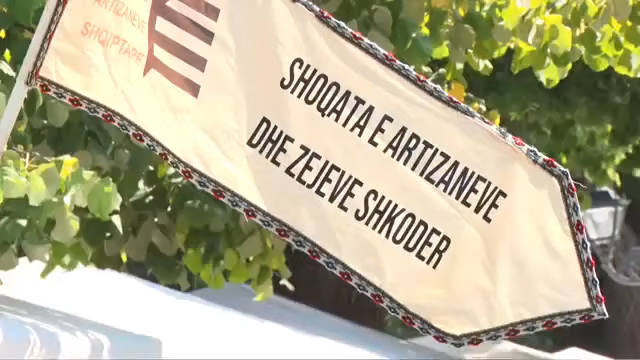 ARTIZANEVE
SHQIPTARE
SHOQATA E ARTIZANEVE
DHE ZEJEVE SHKODER